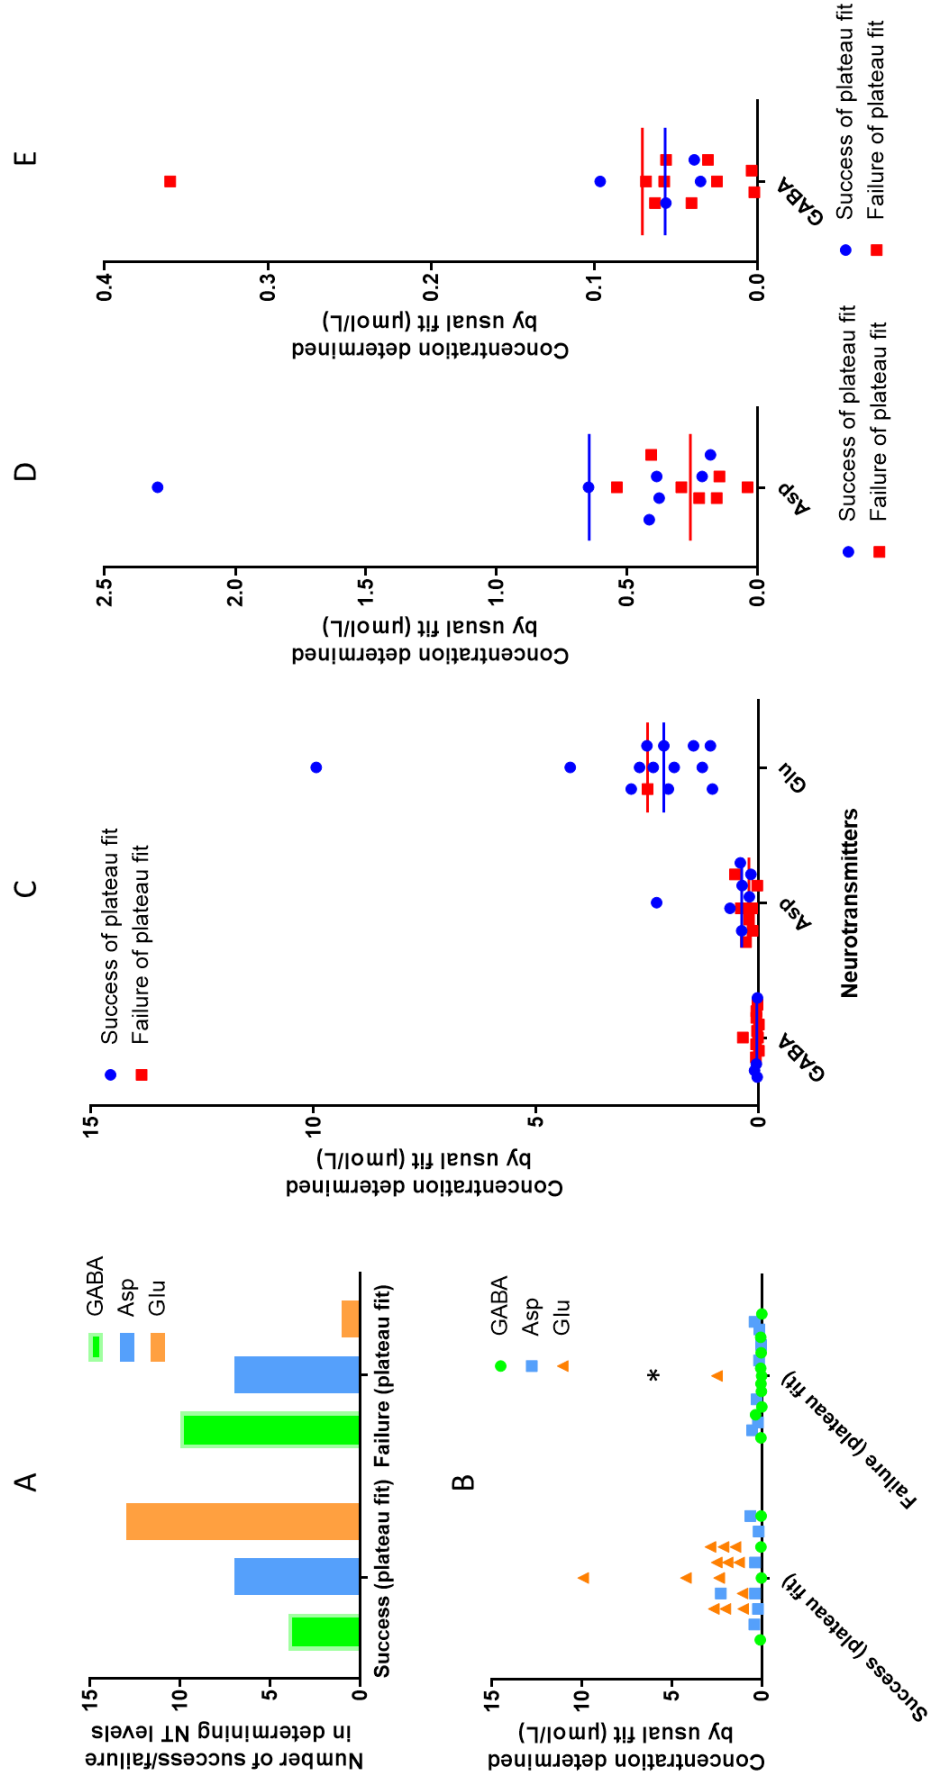 A
Number of success/failure
in determining NT levels
15
10
5
0
GABA
Asp
Glu
Success (plateau fit)
Failure (plateau fit)
B
Concentration determined
by usual fit (µmol/L)
15
10
5
0
GABA
Asp
Glu
*
Success (plateau fit)
Failure (plateau fit)
C
Concentration determined
by usual fit (µmol/L)
15
10
5
0
Success of plateau fit
Failure of plateau fit
GABA
Asp
Glu
Neurotransmitters
D
Concentration determined
by usual fit (µmol/L)
2.5
2.0
1.5
1.0
0.5
0.0
Asp
Success of plateau fit
Failure of plateau fit
E
Concentration determined
by usual fit (µmol/L)
0.4
0.3
0.2
0.1
0.0
GABA
Success of plateau fit
Failure of plateau fit